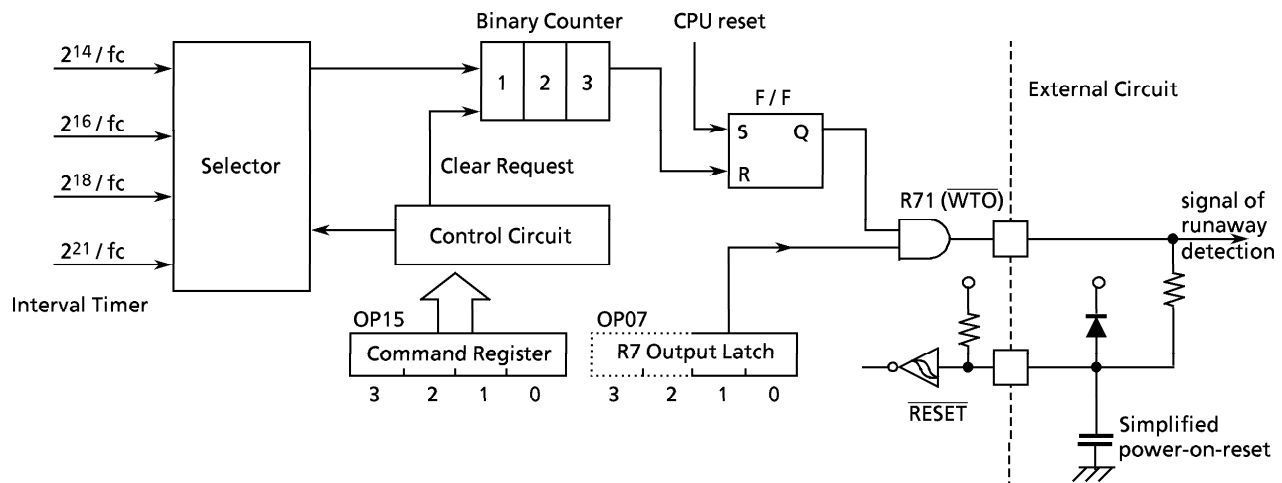 Binary Counter
CPU reset
2¹⁴ / fc
2¹⁶ / fc
2¹⁸ / fc
2²¹ / fc
Interval Timer
Selector
1 2 3
Clear Request
Control Circuit
OP15
Command Register
3 2 1 0
F / F
S Q
R
OP07
R7 Output Latch
3 2 1 0
R71 (W̅T̅O̅)
External Circuit
signal of
runaway
detection
R̅E̅S̅E̅T̅
Simplified
power-on-reset